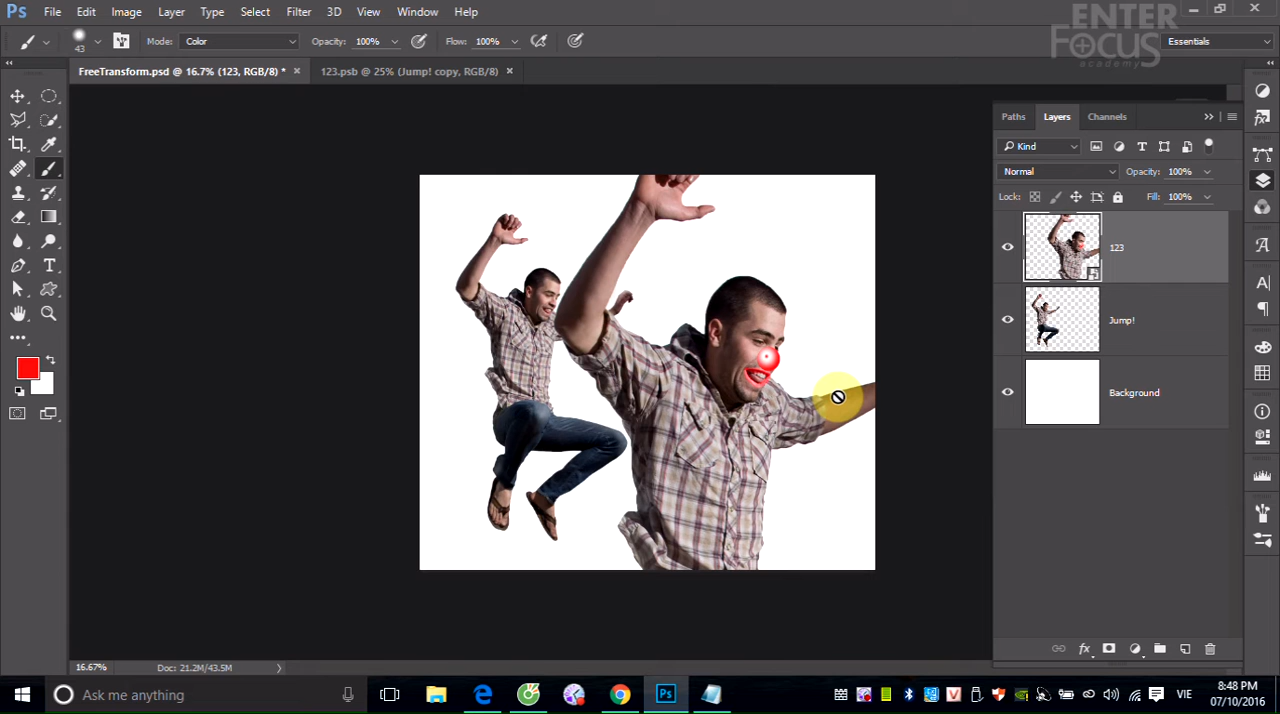 Ps File Edit Image Layer Type Select Filter 3D View Window Help
ENTER
FOCUS
academy
43 Mode: Color Opacity: 100% Flow: 100% Essentials
FreeTransform.psd @ 16.7% (123, RGB/8) * × 123.psb @ 25% (Jump! copy, RGB/8) ×
Paths Layers Channels
Kind
Normal Opacity: 100%
Lock: Fill: 100%
123
Jump!
Background
16.67% Doc: 21.2M/43.5M
Ask me anything
VIE
8:48 PM
07/10/2016